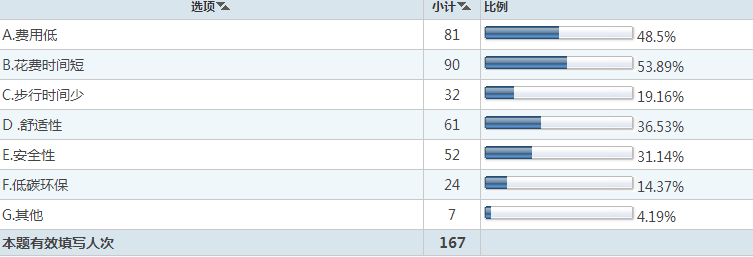 选项 小计 比例
A.费用低 81 48.5%
B.花费时间短 90 53.89%
C.步行时间少 32 19.16%
D .舒适性 61 36.53%
E.安全性 52 31.14%
F.低碳环保 24 14.37%
G.其他 7 4.19%
本题有效填写人次 167